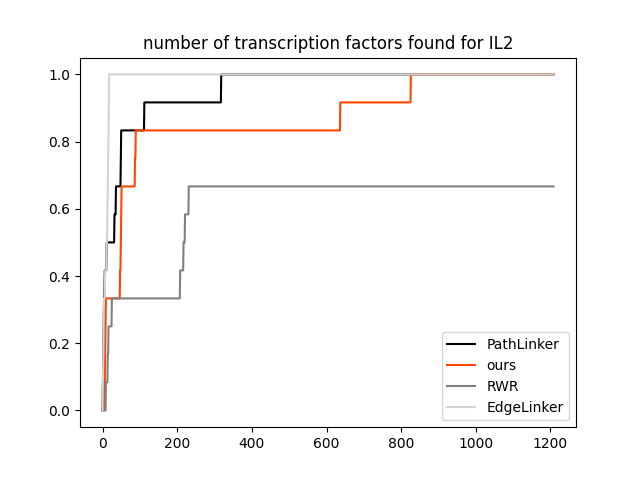 number of transcription factors found for IL2
1.0
0.8
0.6
0.4
0.2
0.0
0 200 400 600 800 1000 1200
PathLinker
ours
RWR
EdgeLinker